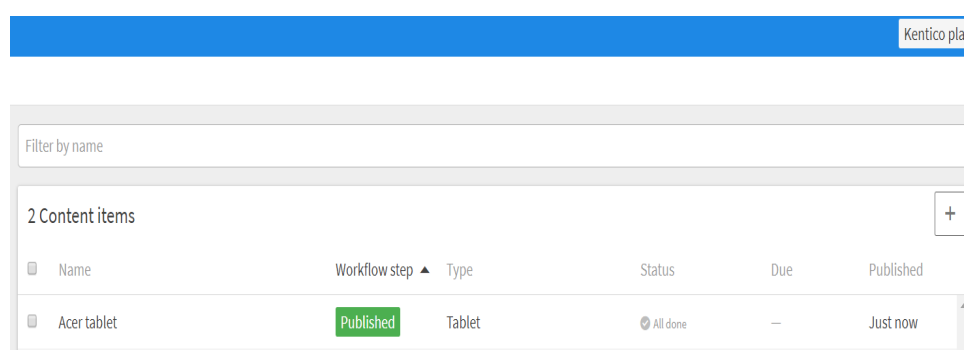 Kentico pla
Filter by name
2 Content items
+
Name Workflow step ▲ Type Status Due Published
Acer tablet Published Tablet All done — Just now